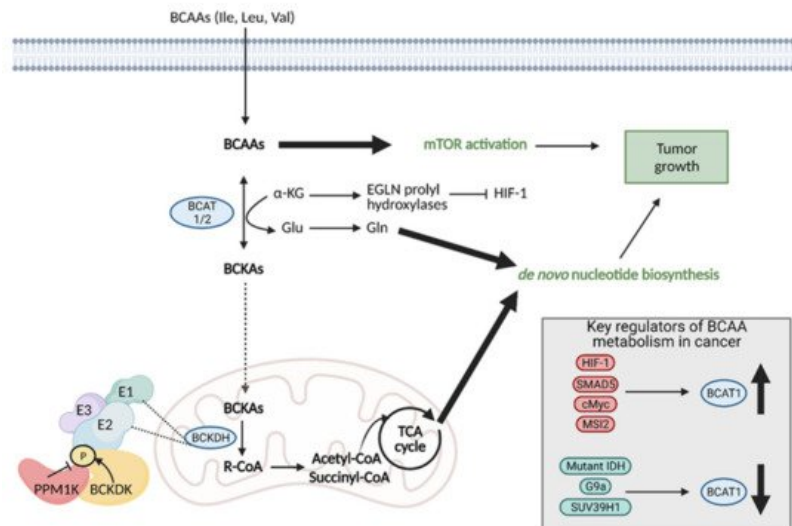 BCAAs (Ile, Leu, Val)
BCAAs
mTOR activation
Tumor
growth
BCAT
1/2
α-KG
EGLN prolyl
hydroxylases
HIF-1
Glu
Gln
BCKAs
de novo nucleotide biosynthesis
Key regulators of BCAA
metabolism in cancer
HIF-1
SMAD5
cMyc
MSI2
BCAT1
Mutant IDH
G9a
SUV39H1
BCAT1
E1
E3
E2
P
PPM1K
BCKDK
BCKDH
BCKAs
R-CoA
Acetyl-CoA
Succinyl-CoA
TCA
cycle